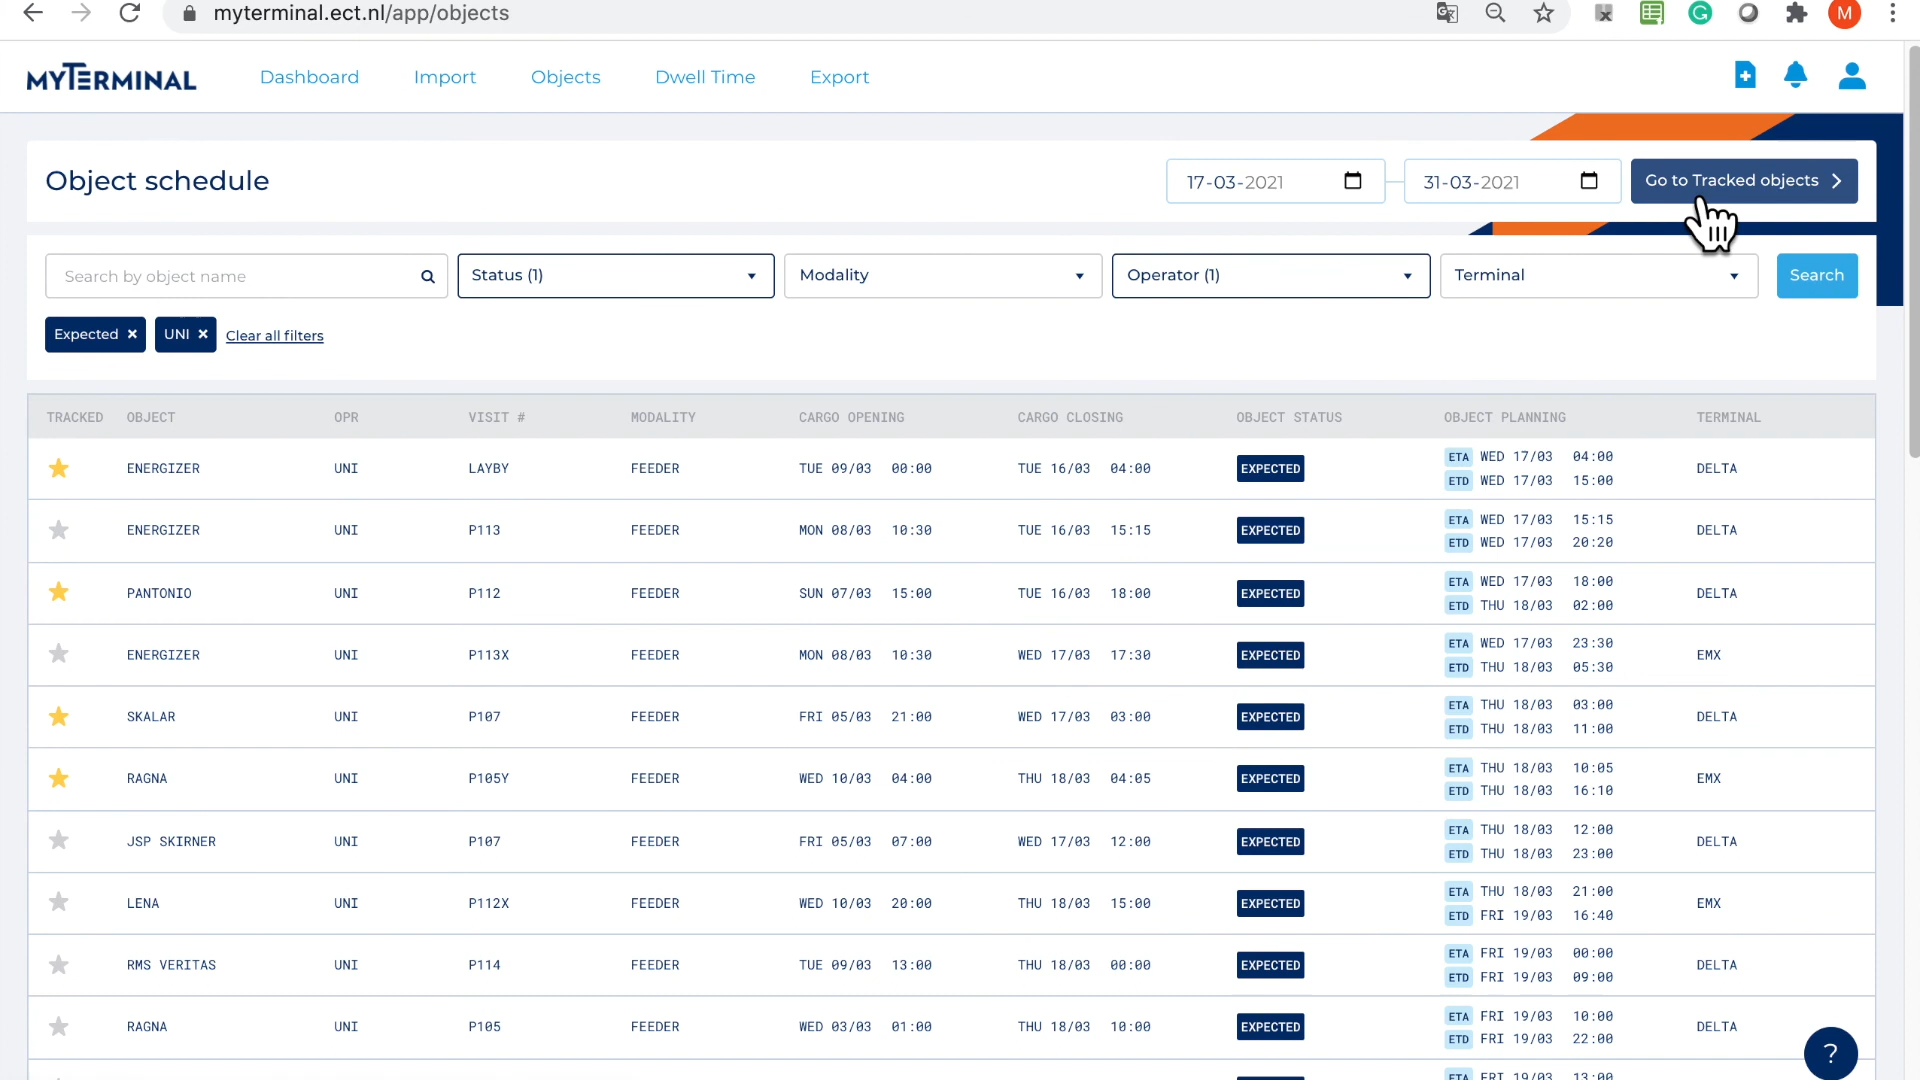 myterminal.ect.nl/app/objects M
MYTERMINAL Dashboard Import Objects Dwell Time Export
Object schedule 17-03-2021 31-03-2021 Go to Tracked objects
Search by object name Status (1) Modality Operator (1) Terminal Search
Expected × UNI × Clear all filters
TRACKED OBJECT OPR VISIT # MODALITY CARGO OPENING CARGO CLOSING OBJECT STATUS OBJECT PLANNING TERMINAL
ENERGIZER UNI LAYBY FEEDER TUE 09/03 00:00 TUE 16/03 04:00 EXPECTED ETA WED 17/03 04:00 DELTA
ETD WED 17/03 15:00
ENERGIZER UNI P113 FEEDER MON 08/03 10:30 TUE 16/03 15:15 EXPECTED ETA WED 17/03 15:15 DELTA
ETD WED 17/03 20:20
PANTONIO UNI P112 FEEDER SUN 07/03 15:00 TUE 16/03 18:00 EXPECTED ETA WED 17/03 18:00 DELTA
ETD THU 18/03 02:00
ENERGIZER UNI P113X FEEDER MON 08/03 10:30 WED 17/03 17:30 EXPECTED ETA WED 17/03 23:30 EMX
ETD THU 18/03 05:30
SKALAR UNI P107 FEEDER FRI 05/03 21:00 WED 17/03 03:00 EXPECTED ETA THU 18/03 03:00 DELTA
ETD THU 18/03 11:00
RAGNA UNI P105Y FEEDER WED 10/03 04:00 THU 18/03 04:05 EXPECTED ETA THU 18/03 10:05 EMX
ETD THU 18/03 16:10
JSP SKIRNER UNI P107 FEEDER FRI 05/03 07:00 WED 17/03 12:00 EXPECTED ETA THU 18/03 12:00 DELTA
ETD THU 18/03 23:00
LENA UNI P112X FEEDER WED 10/03 20:00 THU 18/03 15:00 EXPECTED ETA THU 18/03 21:00 EMX
ETD FRI 19/03 16:40
RMS VERITAS UNI P114 FEEDER TUE 09/03 13:00 THU 18/03 00:00 EXPECTED ETA FRI 19/03 00:00 DELTA
ETD FRI 19/03 09:00
RAGNA UNI P105 FEEDER WED 03/03 01:00 THU 18/03 10:00 EXPECTED ETA FRI 19/03 10:00 DELTA
ETD FRI 19/03 22:00
ETA FRI 19/03 13:00
?